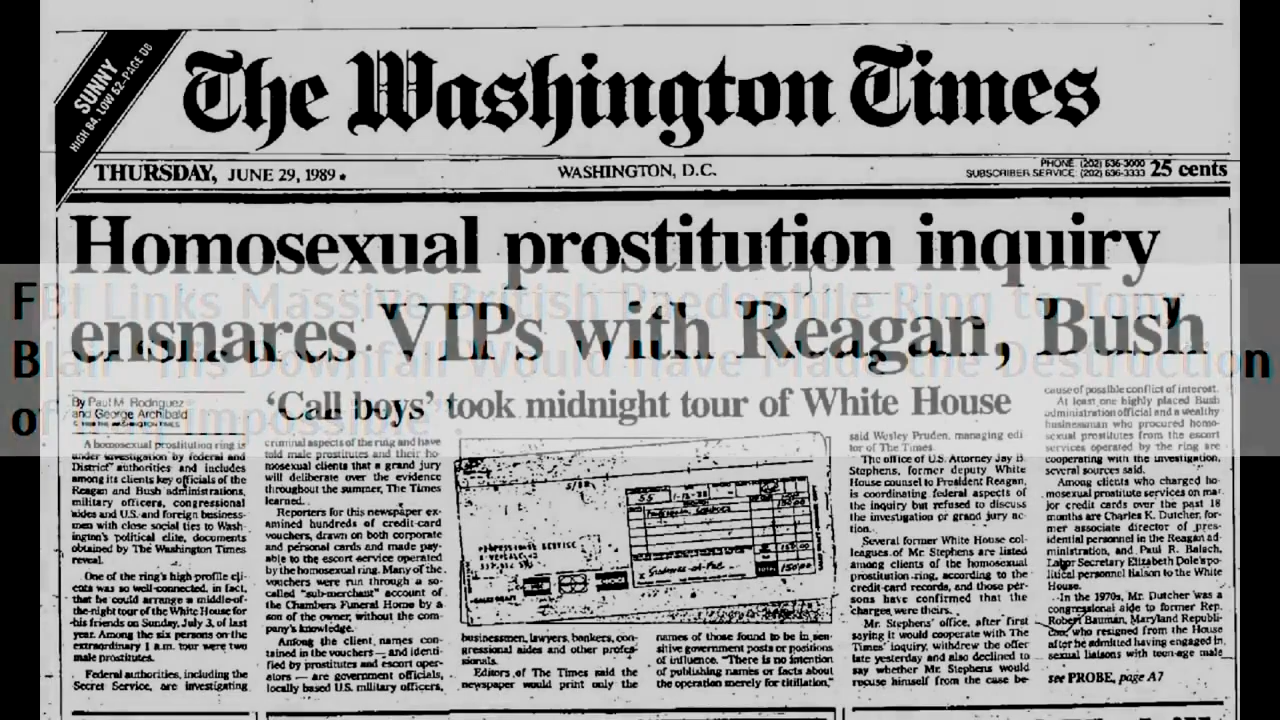 SUNNY
HIGH 84, LOW 62-PAGE D8
The Washington Times
THURSDAY, JUNE 29, 1989
WASHINGTON, D.C.
PHONE (202) 636-3000
SUBSCRIBER SERVICE: (202) 636-3333
25 cents
Homosexual prostitution inquiry
ensnares VIPs with Reagan, Bush
FBI Links Massive British Paedophile Ring to Tony
Blair "His Downfall Would Have Made the Destruction
of impossible".
'Call boys' took midnight tour of White House
By Paul M. Rodriguez
and George Archibald
THE WASHINGTON TIMES
A homosexual prostitution ring is
under investigation by federal and
District authorities and includes
among its clients key officials of the
Reagan and Bush administrations,
military officers, congressional
aides and U.S. and foreign business-
men with close social ties to Wash-
ington's political elite, documents
obtained by The Washington Times
reveal.
One of the ring's high-profile cli-
ents was so well-connected, in fact,
that he could arrange a middle-of-
the-night tour of the White House for
his friends on Sunday, July 3, of last
year. Among the six persons on the
extraordinary 1 a.m. tour were two
male prostitutes.
Federal authorities, including the
Secret Service, are investigating
criminal aspects of the ring and have
told male prostitutes and their ho-
mosexual clients that a grand jury
will deliberate over the evidence
throughout the summer, The Times
learned.
Reporters for this newspaper ex-
amined hundreds of credit-card
vouchers, drawn on both corporate
and personal cards and made pay-
able to the escort service operated
by the homosexual ring. Many of the
vouchers were run through a so-
called "sub-merchant" account of
the Chambers Funeral Home by a
son of the owner, without the com-
pany's knowledge.
Among the client names con-
tained in the vouchers — and identi-
fied by prostitutes and escort oper-
ators — are government officials,
locally based U.S. military officers,
PROFESSIONAL SERVICE
businessmen, lawyers, bankers, con-
gressional aides and other profes-
sionals.
Editors of The Times said the
newspaper would print only the
names of those found to be in sen-
sitive government posts or positions
of influence. "There is no intention
of publishing names or facts about
the operation merely for titillation,"
said Wesley Pruden, managing edi-
tor of The Times.
The office of U.S. Attorney Jay B.
Stephens, former deputy White
House counsel to President Reagan,
is coordinating federal aspects of
the inquiry but refused to discuss
the investigation or grand jury ac-
tion.
Several former White House col-
leagues of Mr. Stephens are listed
among clients of the homosexual
prostitution ring, according to the
credit-card records, and those per-
sons have confirmed that the
charges were theirs.
Mr. Stephens' office, after first
saying it would cooperate with The
Times' inquiry, withdrew the offer
late yesterday and also declined to
say whether Mr. Stephens would
recuse himself from the case be-
cause of possible conflict of interest.
At least one highly placed Bush
administration official and a wealthy
businessman who procured homo-
sexual prostitutes from the escort
services operated by the ring are
cooperating with the investigation,
several sources said.
Among clients who charged ho-
mosexual prostitute services on ma-
jor credit cards over the past 18
months are Charles K. Dutcher, for-
mer associate director of presi-
dential personnel in the Reagan ad-
ministration, and Paul R. Balach,
Labor Secretary Elizabeth Dole's po-
litical personnel liaison to the White
House.
In the 1970s, Mr. Dutcher was a
congressional aide to former Rep.
Robert Bauman, Maryland Republi-
can, who resigned from the House
after he admitted having engaged in
sexual liaisons with teen-age male
see PROBE, page A7